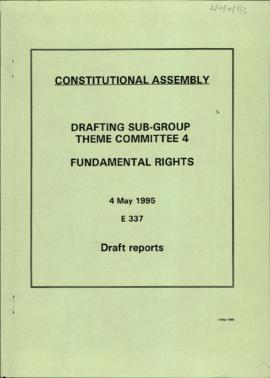 CONSTITUTIONAL ASSEMBLY
DRAFTING SUB-GROUP
THEME COMMITTEE 4
FUNDAMENTAL RIGHTS
4 May 1995
E 337
Draft reports